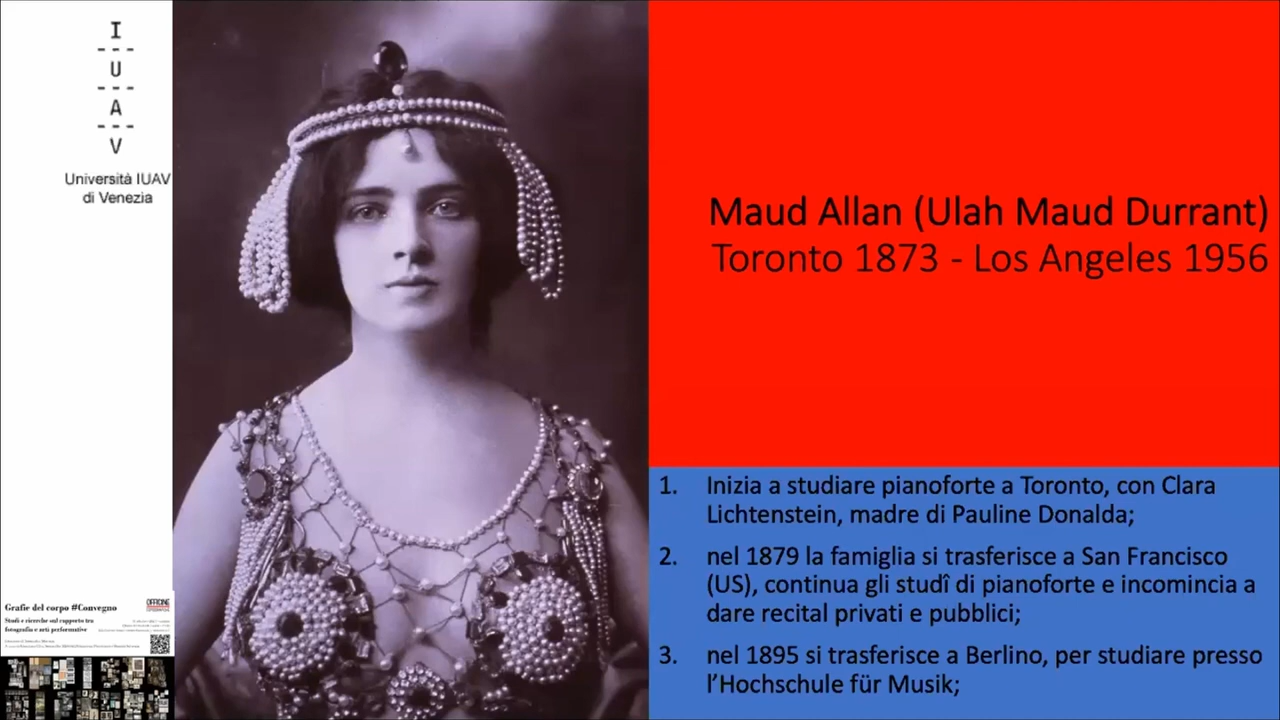 I
U
A
V
Università IUAV
di Venezia
Maud Allan (Ulah Maud Durrant)
Toronto 1873 - Los Angeles 1956
1. Inizia a studiare pianoforte a Toronto, con Clara
Lichtenstein, madre di Pauline Donalda;
2. nel 1879 la famiglia si trasferisce a San Francisco
(US), continua gli studî di pianoforte e incomincia a
dare recital privati e pubblici;
3. nel 1895 si trasferisce a Berlino, per studiare presso
l'Hochschule für Musik;
Grafie del corpo #Convegno
Studi e ricerche sul rapporto tra
fotografia e arti performative